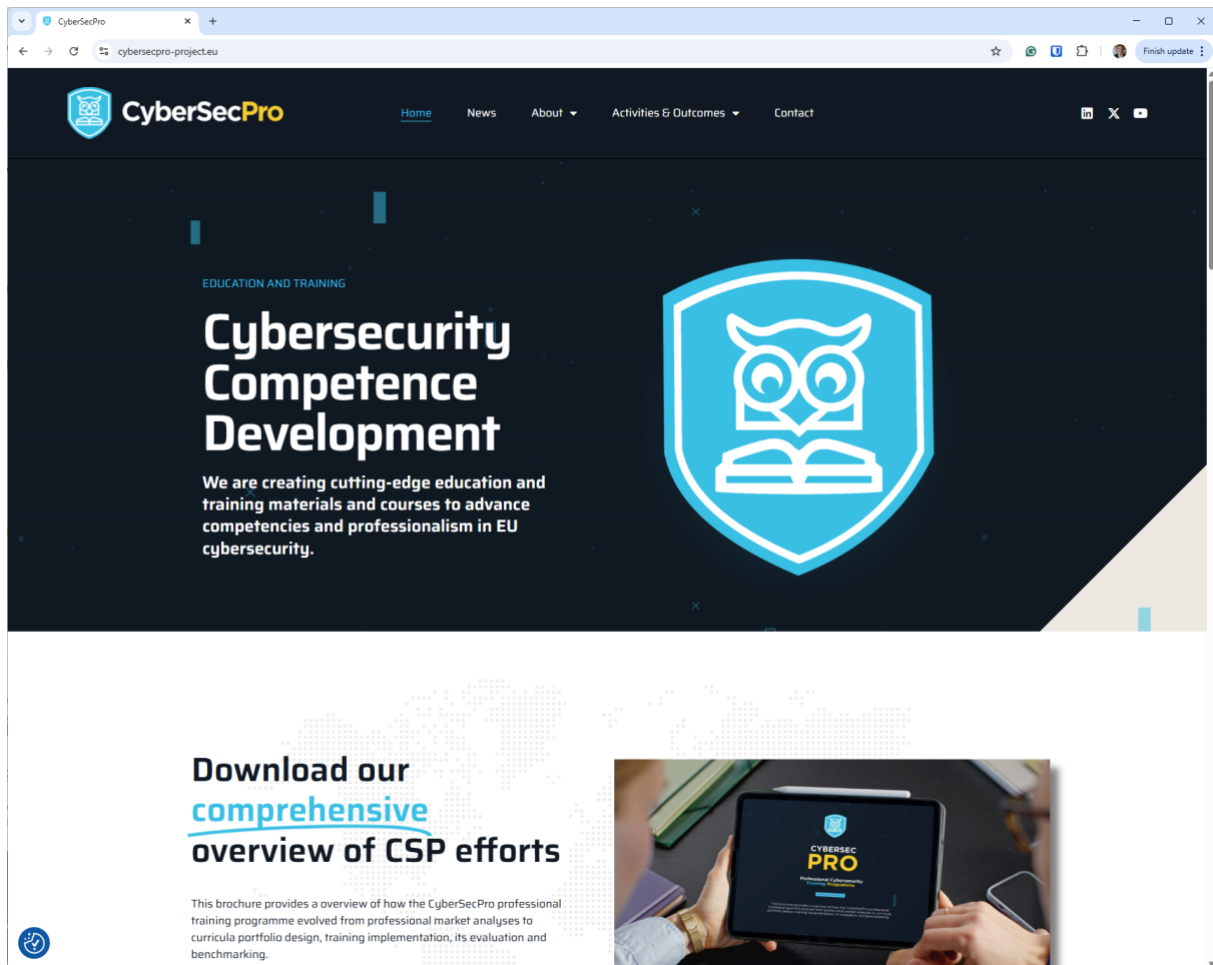 CyberSecPro
cybersecpro-project.eu
Finish update
CyberSecPro
Home
News
About
Activities & Outcomes
Contact
EDUCATION AND TRAINING
Cybersecurity
Competence
Development
We are creating cutting-edge education and
training materials and courses to advance
competencies and professionalism in EU
cybersecurity.
Download our
comprehensive
overview of CSP efforts
This brochure provides a overview of how the CyberSecPro professional
training programme evolved from professional market analyses to
curricula portfolio design, training implementation, its evaluation and
benchmarking.
CYBERSEC
PRO
Professional Cybersecurity
Training Programme